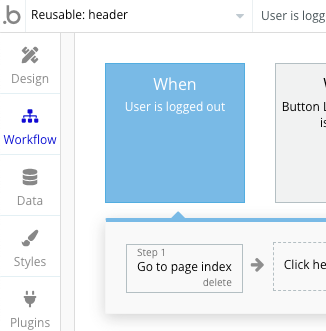 .b Reusable: header User is logg
Design
Workflow
Data
Styles
Plugins
When
User is logged out
Button L
is
Step 1
Go to page index
delete
Click he